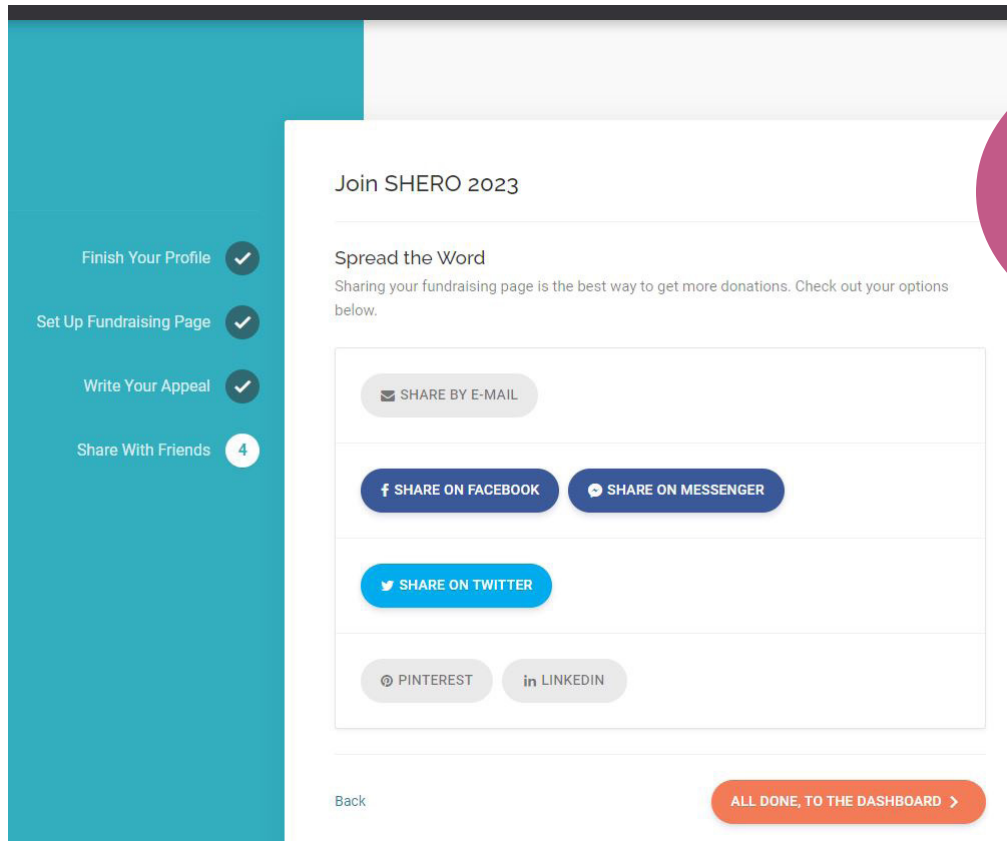 Join SHERO 2023
Finish Your Profile
Set Up Fundraising Page
Write Your Appeal
Share With Friends 4
Spread the Word
Sharing your fundraising page is the best way to get more donations. Check out your options
below.
SHARE BY E-MAIL
SHARE ON FACEBOOK SHARE ON MESSENGER
SHARE ON TWITTER
PINTEREST LINKEDIN
Back ALL DONE, TO THE DASHBOARD